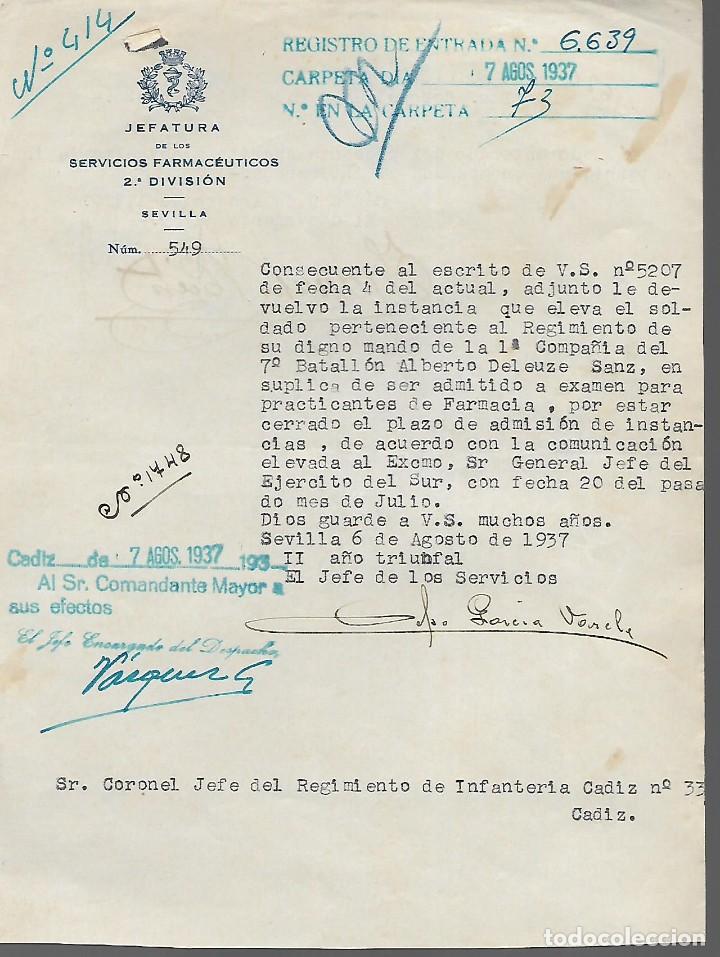 Nº 414
REGISTRO DE ENTRADA N.º 6.639
CARPETA DIA 7 AGOS. 1937
N.º EN LA CARPETA 73
JEFATURA
DE LOS
SERVICIOS FARMACÉUTICOS
2.ª DIVISIÓN
SEVILLA
Núm. 549
Consecuente al escrito de V.S. nº5207
de fecha 4 del actual, adjunto le de-
vuelvo la instancia que eleva el sol-
dado perteneciente al Regimiento de
su digno mando de la 1ª Compañia del
7º Batallón Alberto Deleuze Sanz, en
suplica de ser admitido a examen para
practicantes de Farmacia , por estar
cerrado el plazo de admisión de instan-
cias , de acuerdo con la comunicación
elevada al Excmo, Sr General Jefe del
Ejercito del Sur, con fecha 20 del pasa
do mes de Julio.
Dios guarde a V.S. muchos años.
Sevilla 6 de Agosto de 1937
II año triunfal
El Jefe de los Servicios
Nº 1748
Cadiz de 7 AGOS. 1937 193
Al Sr. Comandante Mayor a
sus efectos
El Jefe Encargado del Despacho,
Vázquez
García
Sr. Coronel Jefe del Regimiento de Infanteria Cadiz nº 33
Cadiz.
todocoleccion